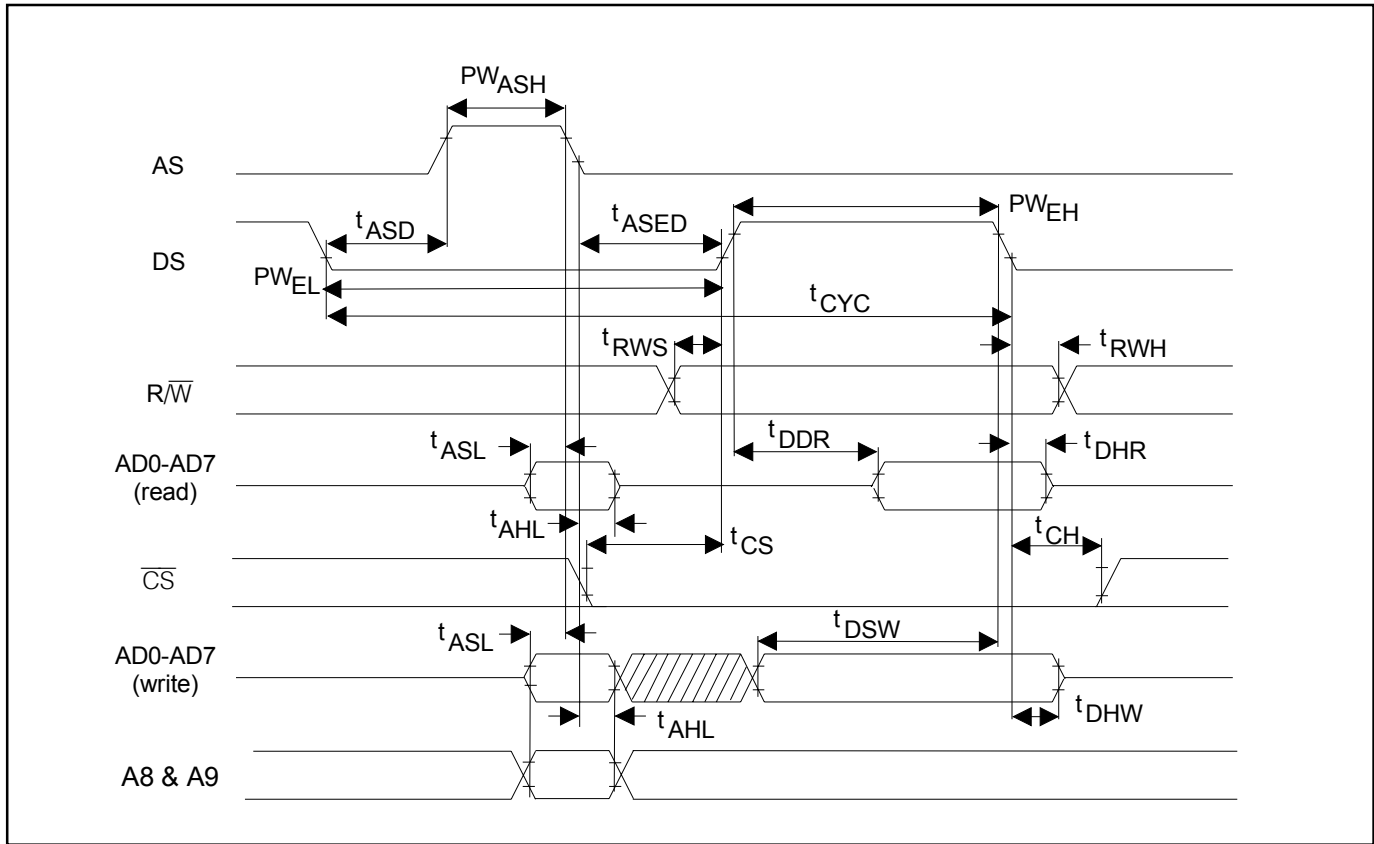 PWASH
AS
tASD
tASED
PWEH
DS
PWEL
tCYC
tRWS
tRWH
R/W̅
tASL
tDDR
tDHR
AD0-AD7
(read)
tAHL
tCS
tCH
C̅S̅
tASL
tDSW
AD0-AD7
(write)
tAHL
tDHW
A8 & A9